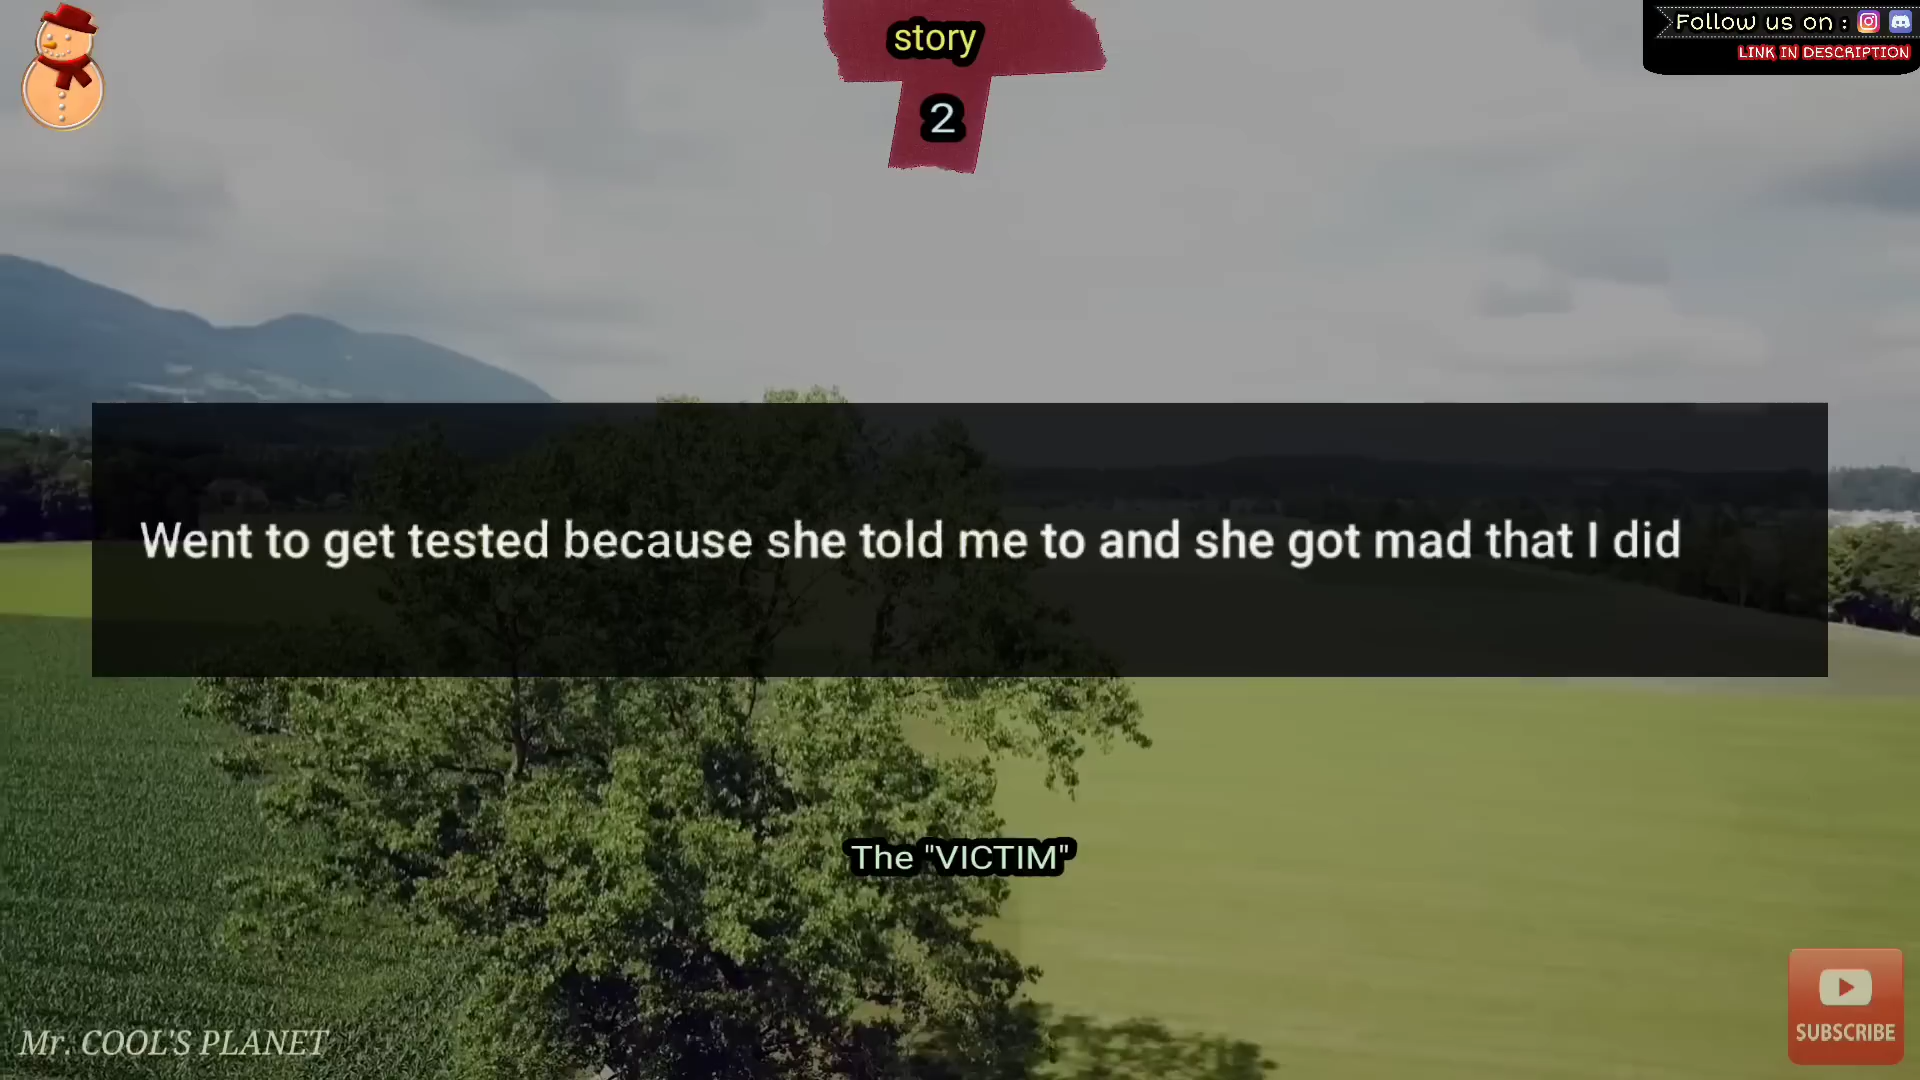 story
2
Follow us on :
LINK IN DESCRIPTION
Went to get tested because she told me to and she got mad that I did
The "VICTIM"
Mr. COOL'S PLANET
SUBSCRIBE